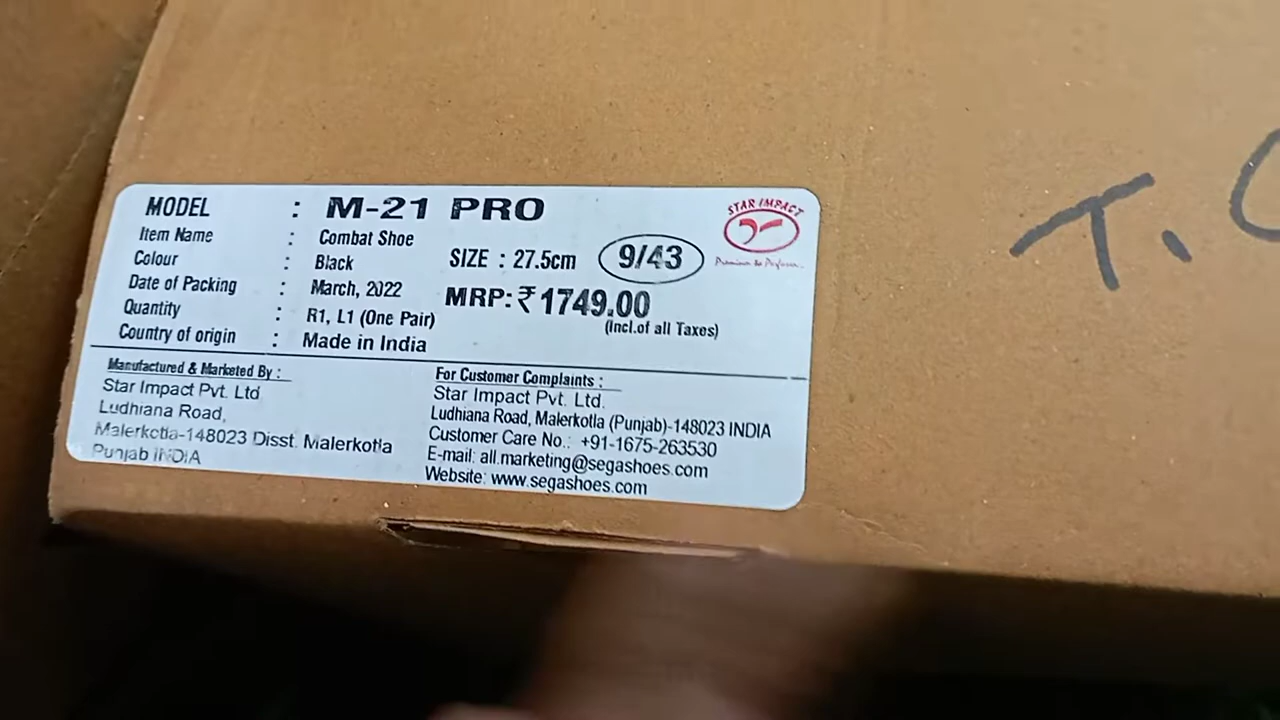 MODEL : M-21 PRO
Item Name : Combat Shoe
Colour : Black
Date of Packing : March, 2022
Quantity : R1, L1 (One Pair)
Country of origin : Made in India
SIZE : 27.5cm 9/43
MRP: ₹1749.00
(Incl.of all Taxes)
STAR IMPACT
Manufactured & Marketed By :
Star Impact Pvt. Ltd
Ludhiana Road,
Malerkotla-148023 Disst. Malerkotla
Punjab INDIA
For Customer Complaints :
Star Impact Pvt. Ltd.
Ludhiana Road, Malerkotla (Punjab)-148023 INDIA
Customer Care No.: +91-1675-263530
E-mail: all.marketing@segashoes.com
Website: www.segashoes.com
T.